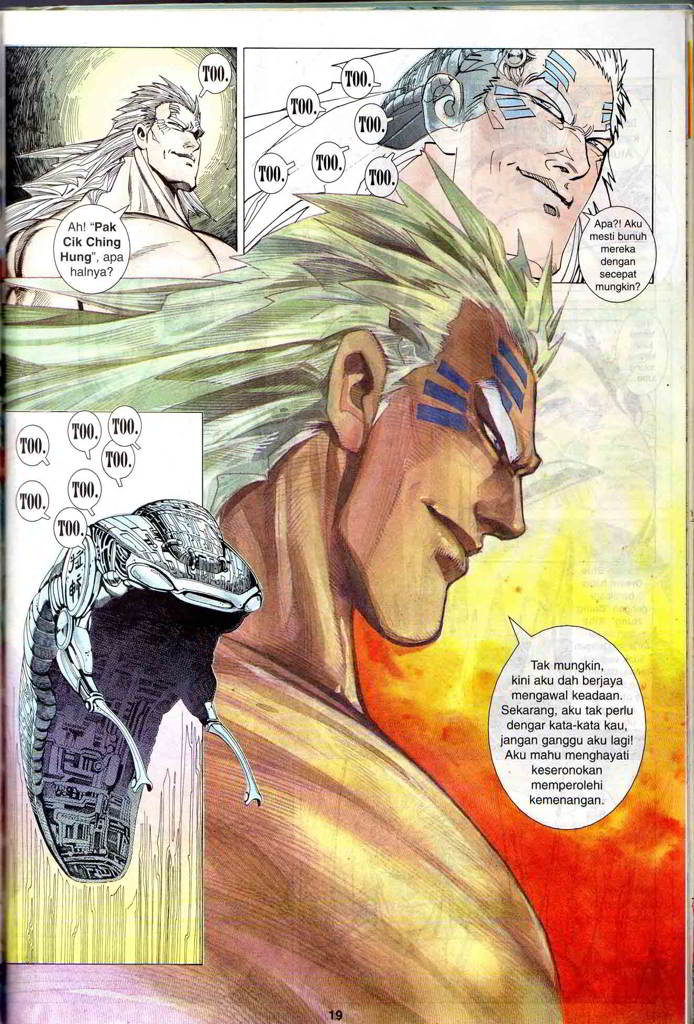 TOO.
Ah! "Pak
Cik Ching
Hung", apa
halnya?
TOO.
TOO.
TOO.
TOO.
TOO.
TOO.
Apa?! Aku
mesti bunuh
mereka
dengan
secepat
mungkin?
TOO.
TOO.
TOO.
TOO.
TOO.
TOO.
TOO.
Tak mungkin,
kini aku dah berjaya
mengawal keadaan.
Sekarang, aku tak perlu
dengar kata-kata kau,
jangan ganggu aku lagi!
Aku mahu menghayati
keseronokan
memperolehi
kemenangan.
19